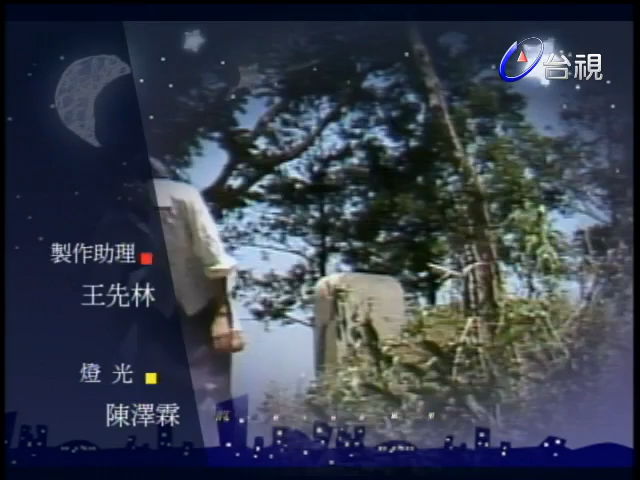 台視
製作助理
王先林
燈光
陳澤霖